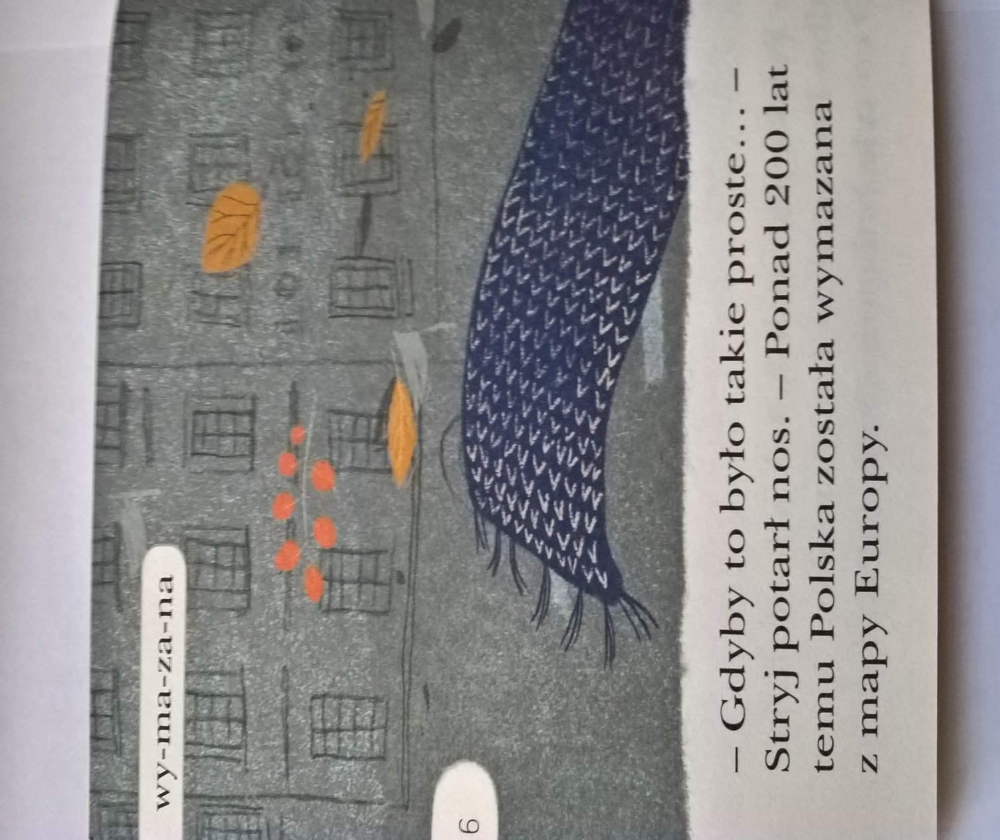 wy-ma-za-na
6
– Gdyby to było takie proste… –
Stryj potarł nos. – Ponad 200 lat
temu Polska została wymazana
z mapy Europy.